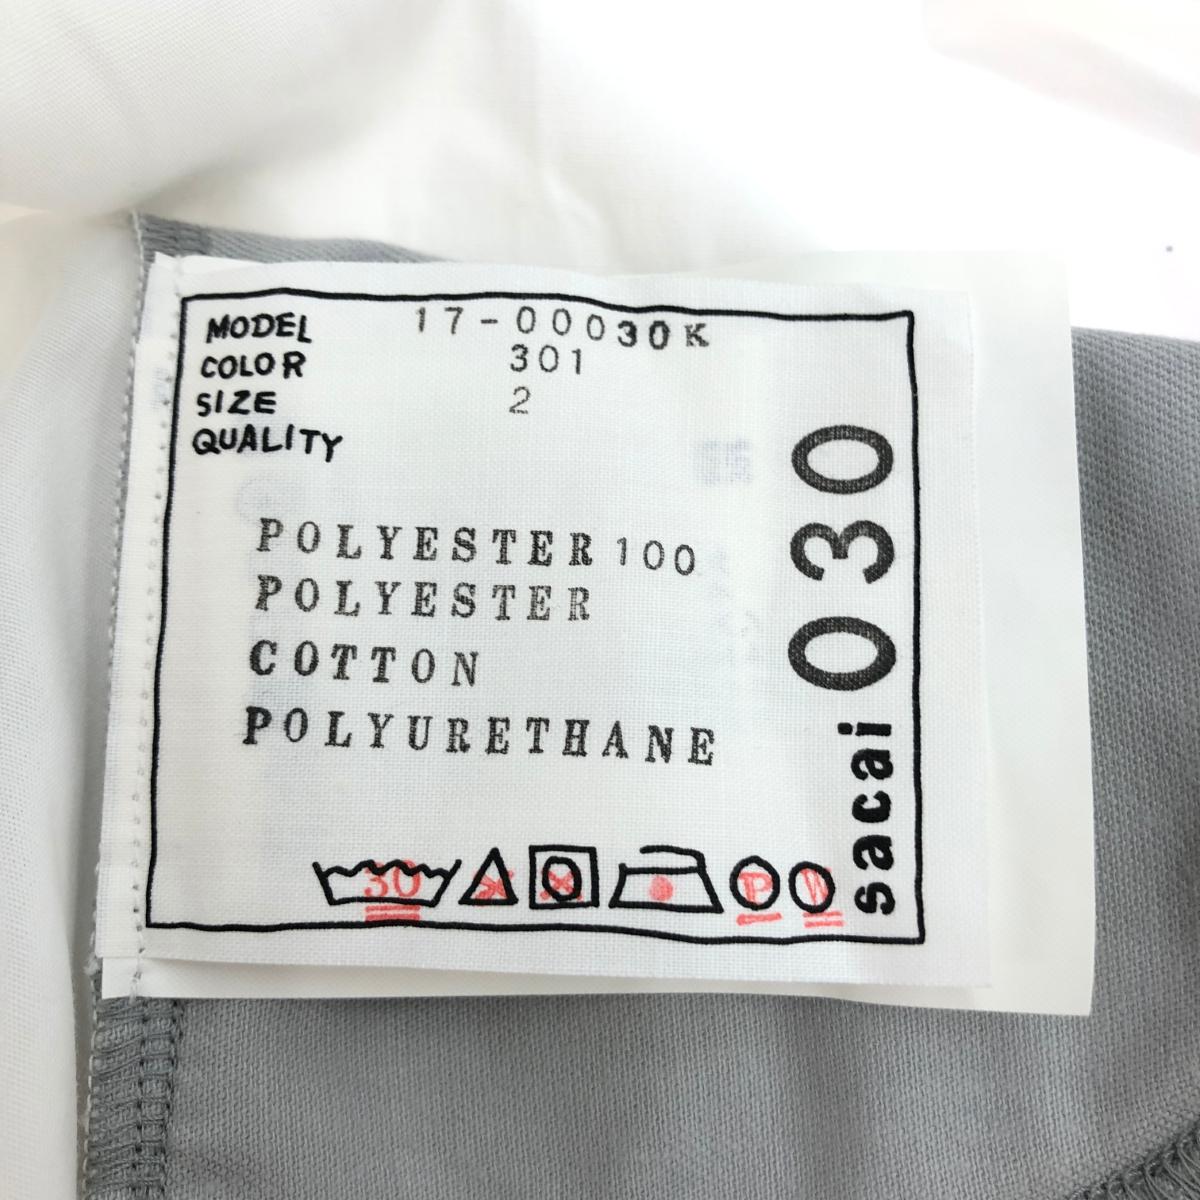 MODEL 17-00030K
COLOR 301
SIZE 2
QUALITY
POLYESTER 100
POLYESTER
COTTON
POLYURETHANE
30
P
W
sacai 030